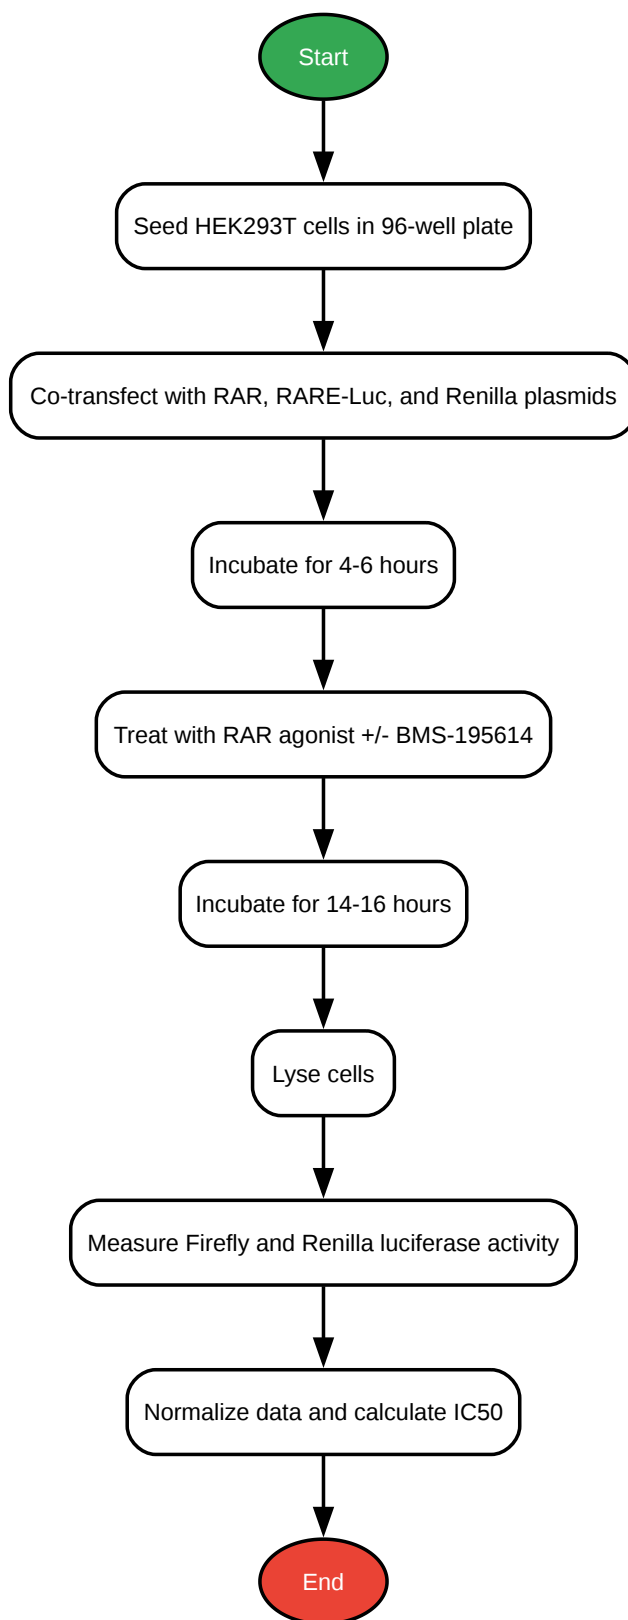 Start
Seed HEK293T cells in 96-well plate
Co-transfect with RAR, RARE-Luc, and Renilla plasmids
Incubate for 4-6 hours
Treat with RAR agonist +/- BMS-195614
Incubate for 14-16 hours
Lyse cells
Measure Firefly and Renilla luciferase activity
Normalize data and calculate IC50
End